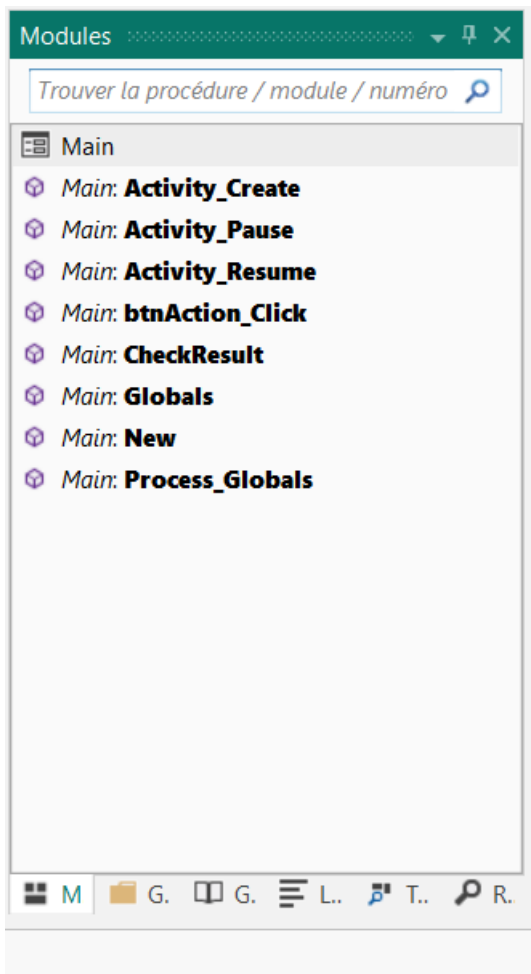 Modules
Trouver la procédure / module / numéro
Main
Main: Activity_Create
Main: Activity_Pause
Main: Activity_Resume
Main: btnAction_Click
Main: CheckResult
Main: Globals
Main: New
Main: Process_Globals
M G. G. L.. T.. R.